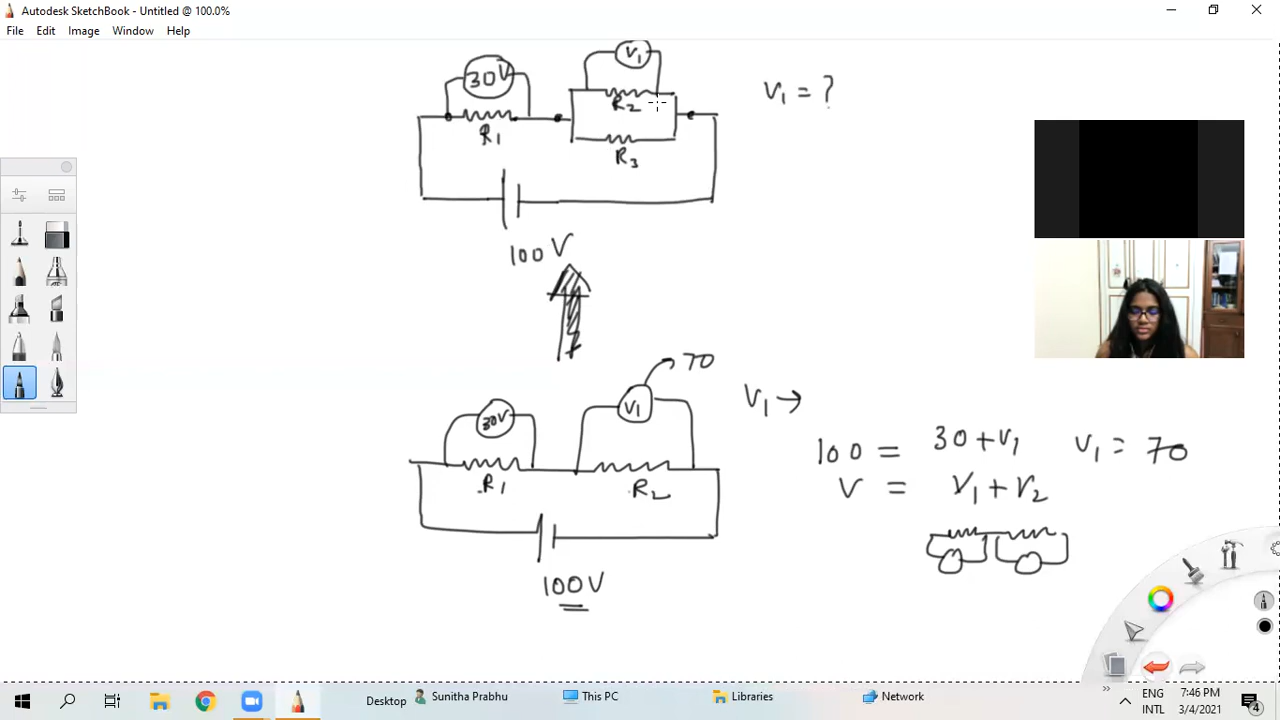 Autodesk SketchBook - Untitled @ 100.0%
File Edit Image Window Help
30V
V₁
R₁
R₂
R₃
V₁ = ?
100 V
30V
V₁
70
R₁
R₂
100V
V₁ →
100 = 30 + V₁ V₁ = 70
V = V₁ + V₂
Desktop
Sunitha Prabhu
This PC
Libraries
Network
ENG
INTL
7:46 PM
3/4/2021
4